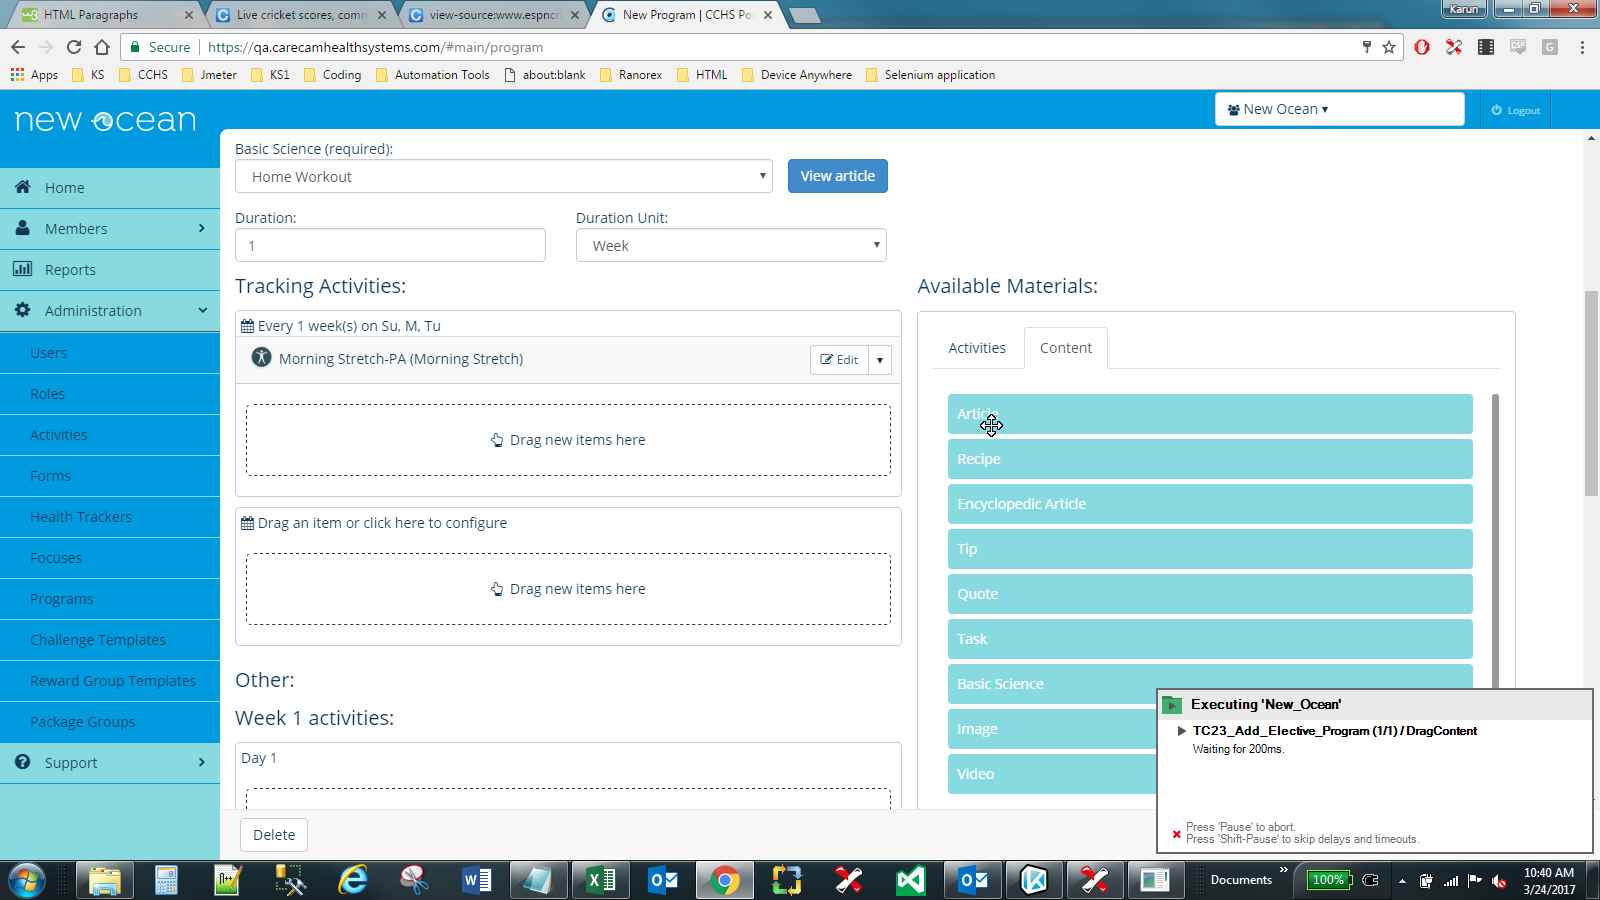 HTML Paragraphs
Live cricket scores, comm
view-source:www.espncri
New Program | CCHS Po
Karun
Secure
https://qa.carecamhealthsystems.com/#main/program
Apps
KS
CCHS
Jmeter
KS1
Coding
Automation Tools
about:blank
Ranorex
HTML
Device Anywhere
Selenium application
new ocean
New Ocean
Logout
Home
Members
Reports
Administration
Users
Roles
Activities
Forms
Health Trackers
Focuses
Programs
Challenge Templates
Reward Group Templates
Package Groups
Support
Basic Science (required):
Home Workout
View article
Duration:
Duration Unit:
1
Week
Tracking Activities:
Every 1 week(s) on Su, M, Tu
Morning Stretch-PA (Morning Stretch)
Edit
Drag new items here
Drag an item or click here to configure
Drag new items here
Other:
Week 1 activities:
Day 1
Delete
Available Materials:
Activities
Content
Article
Recipe
Encyclopedic Article
Tip
Quote
Task
Basic Science
Image
Video
Executing 'New_Ocean'
TC23_Add_Elective_Program (1/1) / DragContent
Waiting for 200ms.
Press 'Pause' to abort.
Press 'Shift-Pause' to skip delays and timeouts.
Documents
100%
10:40 AM
3/24/2017